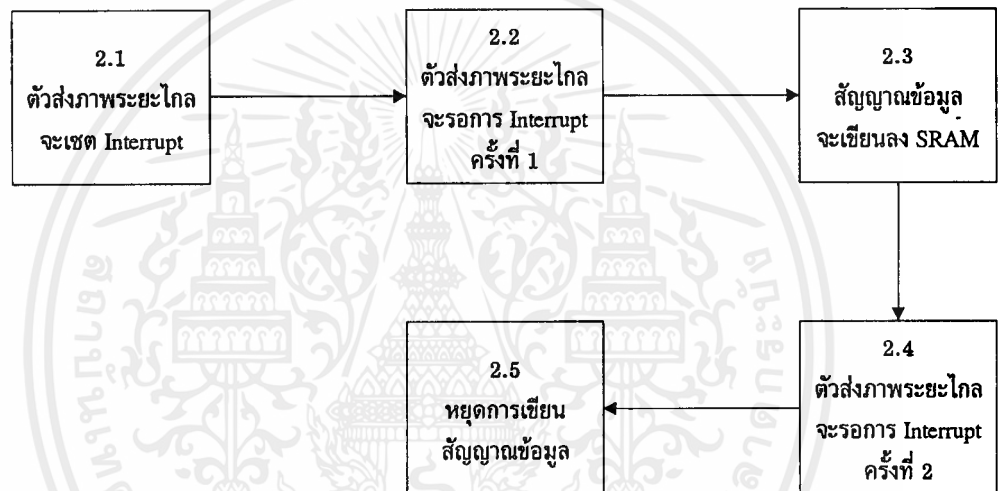 2.1
ตัวส่งภาพระยะไกล
จะเซต Interrupt
2.2
ตัวส่งภาพระยะไกล
จะรอการ Interrupt
ครั้งที่ 1
2.3
สัญญาณข้อมูล
จะเขียนลง SRAM
2.4
ตัวส่งภาพระยะไกล
จะรอการ Interrupt
ครั้งที่ 2
2.5
หยุดการเขียน
สัญญาณข้อมูล